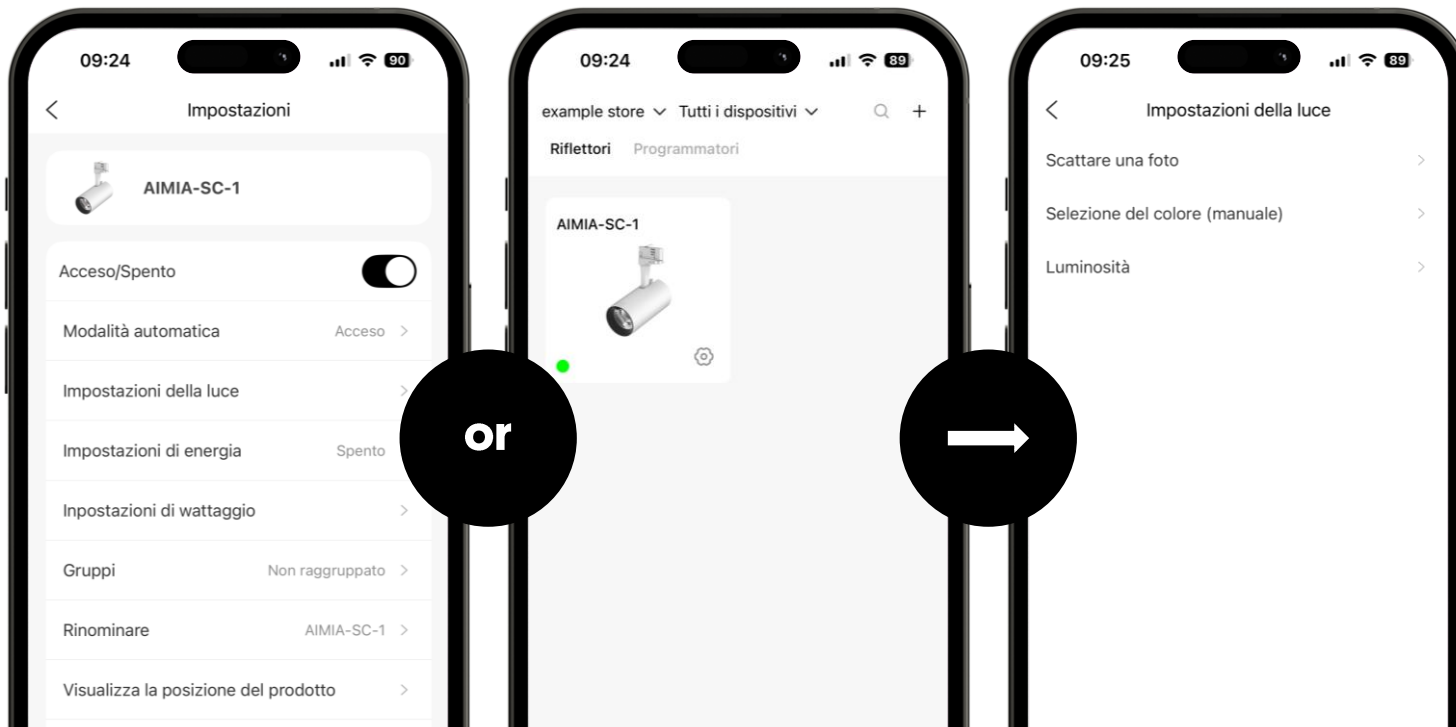 09:24
90
Impostazioni
AIMIA-SC-1
Acceso/Spento
Modalità automatica Acceso
Impostazioni della luce
Impostazioni di energia Spento
Inpostazioni di wattaggio
Gruppi Non raggruppato
Rinominare AIMIA-SC-1
Visualizza la posizione del prodotto
or
09:24
89
example store Tutti i dispositivi
Riflettori Programmatori
AIMIA-SC-1
09:25
89
Impostazioni della luce
Scattare una foto
Selezione del colore (manuale)
Luminosità